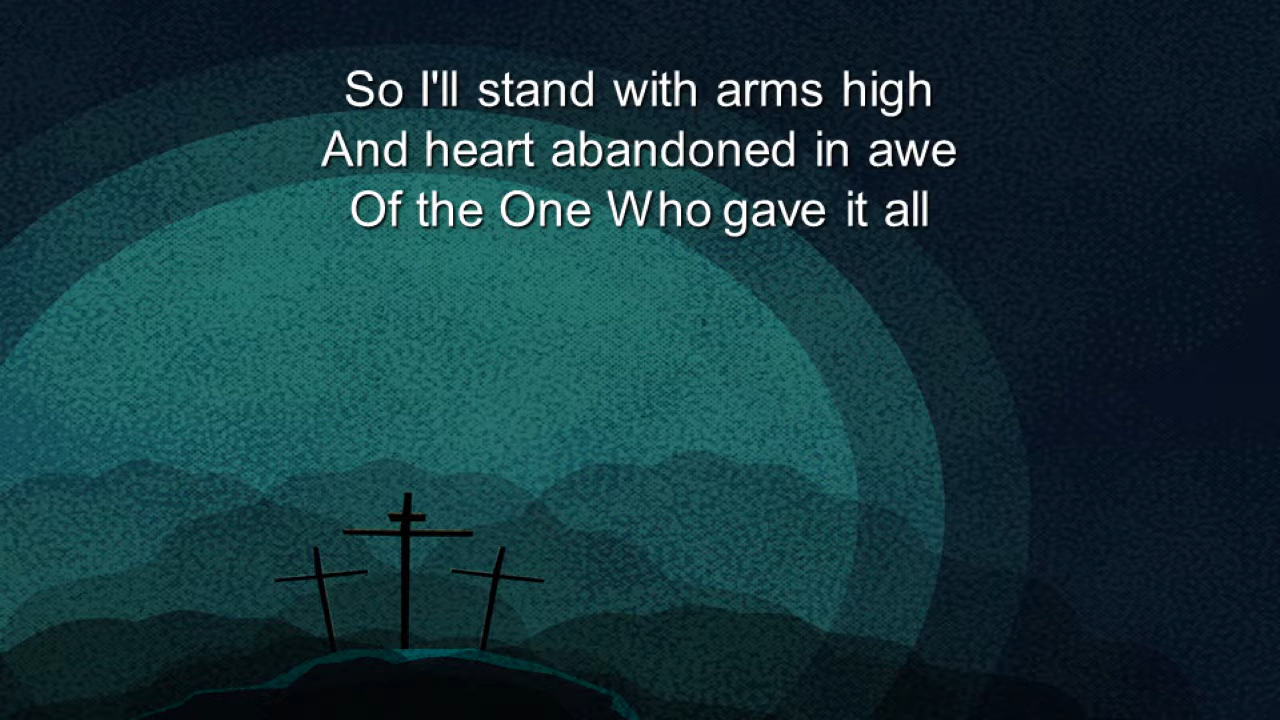 So I'll stand with arms high
And heart abandoned in awe
Of the One Who gave it all